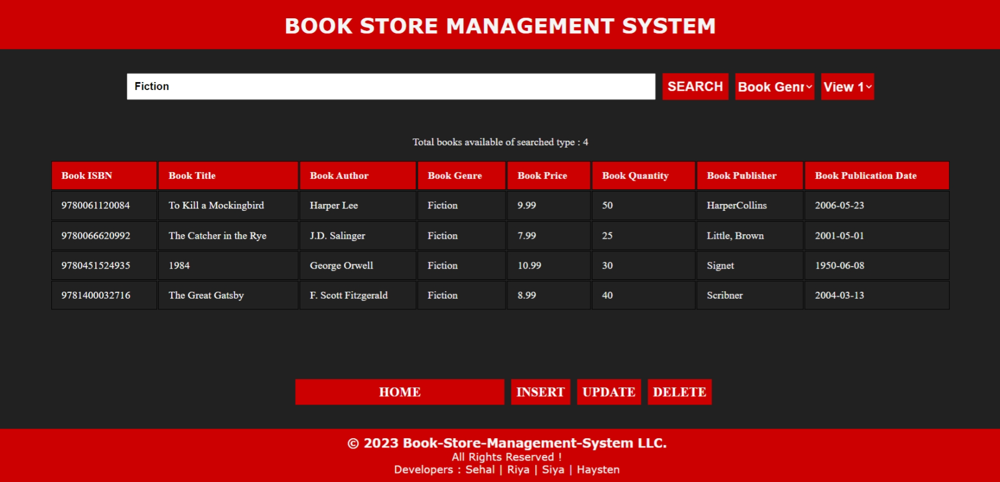 BOOK STORE MANAGEMENT SYSTEM
Fiction SEARCH Book Genr View 1
Total books available of searched type : 4
Book ISBN Book Title Book Author Book Genre Book Price Book Quantity Book Publisher Book Publication Date
9780061120084 To Kill a Mockingbird Harper Lee Fiction 9.99 50 HarperCollins 2006-05-23
9780066620992 The Catcher in the Rye J.D. Salinger Fiction 7.99 25 Little, Brown 2001-05-01
9780451524935 1984 George Orwell Fiction 10.99 30 Signet 1950-06-08
9781400032716 The Great Gatsby F. Scott Fitzgerald Fiction 8.99 40 Scribner 2004-03-13
HOME INSERT UPDATE DELETE
© 2023 Book-Store-Management-System LLC.
All Rights Reserved !
Developers : Sehal | Riya | Siya | Haysten